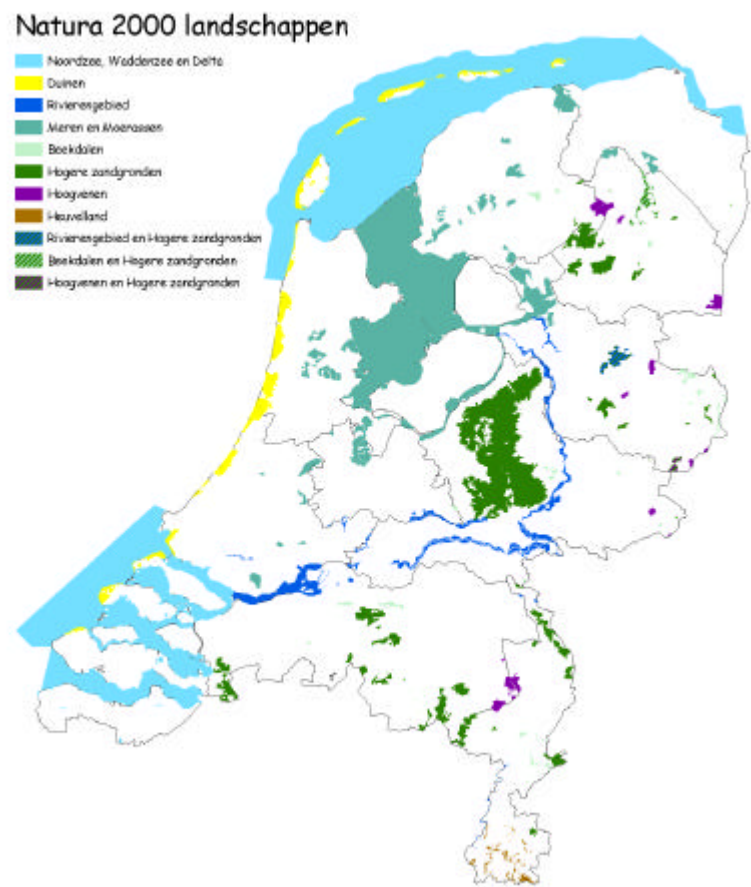 Natura 2000 landschappen
Noordzee, Waddenzee en Delta
Duinen
Rivierengebied
Meren en Moerassen
Beekdalen
Hogere zandgronden
Hoogvenen
Heuvelland
Rivierengebied en Hogere zandgronden
Beekdalen en Hogere zandgronden
Hoogvenen en Hogere zandgronden